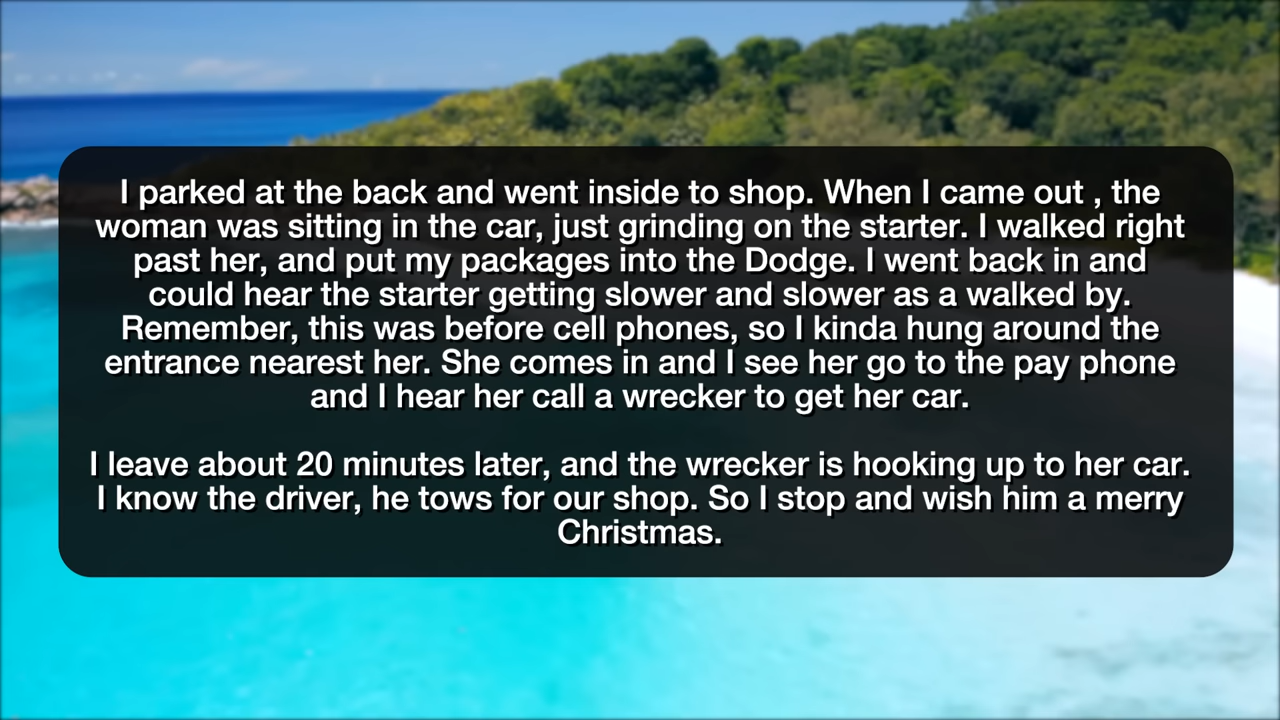 I parked at the back and went inside to shop. When I came out , the
woman was sitting in the car, just grinding on the starter. I walked right
past her, and put my packages into the Dodge. I went back in and
could hear the starter getting slower and slower as a walked by.
Remember, this was before cell phones, so I kinda hung around the
entrance nearest her. She comes in and I see her go to the pay phone
and I hear her call a wrecker to get her car.
I leave about 20 minutes later, and the wrecker is hooking up to her car.
I know the driver, he tows for our shop. So I stop and wish him a merry
Christmas.